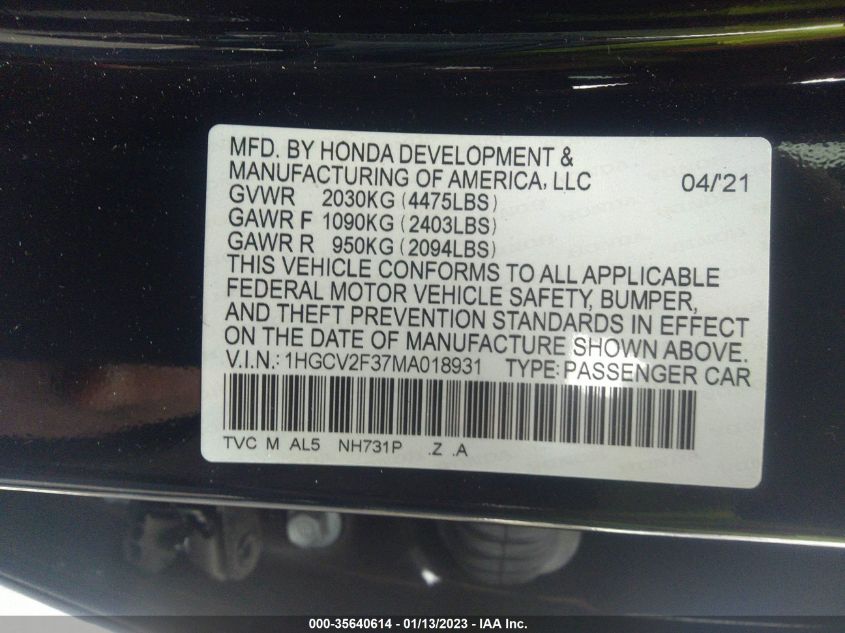 MFD. BY HONDA DEVELOPMENT &
MANUFACTURING OF AMERICA, LLC 04/'21
GVWR 2030KG (4475LBS)
GAWR F 1090KG (2403LBS)
GAWR R 950KG (2094LBS)
THIS VEHICLE CONFORMS TO ALL APPLICABLE
FEDERAL MOTOR VEHICLE SAFETY, BUMPER,
AND THEFT PREVENTION STANDARDS IN EFFECT
ON THE DATE OF MANUFACTURE SHOWN ABOVE.
V.I.N.: 1HGCV2F37MA018931 TYPE: PASSENGER CAR
TVC M AL5 NH731P .Z .A
000-35640614 - 01/13/2023 - IAA Inc.